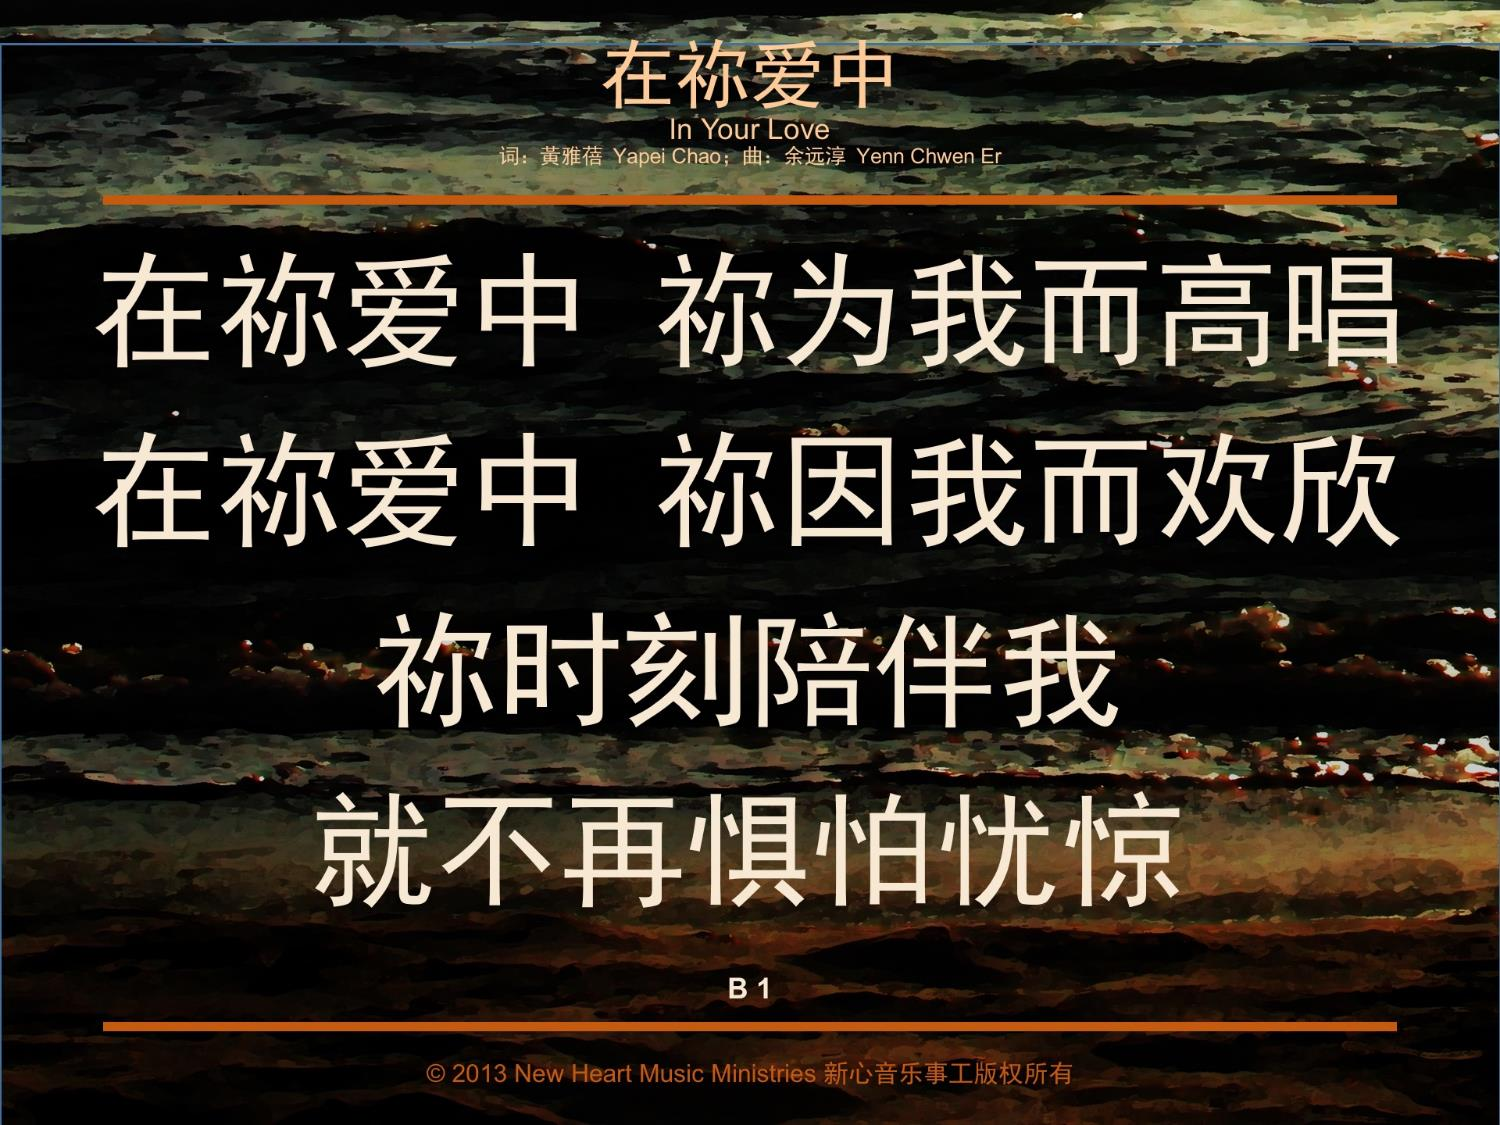 在祢爱中
In Your Love
词：黃雅蓓 Yapei Chao；曲：余远淳 Yenn Chwen Er
在祢爱中 祢为我而高唱
在祢爱中 祢因我而欢欣
祢时刻陪伴我
就不再惧怕忧惊
B 1
© 2013 New Heart Music Ministries 新心音乐事工版权所有